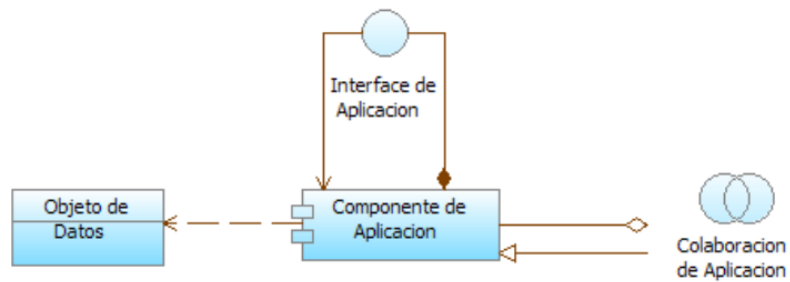 Interface de
Aplicacion
Objeto de
Datos
Componente de
Aplicacion
Colaboracion
de Aplicacion